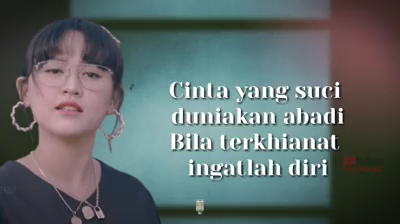 Cinta yang suci
duniakan abadi
Bila terkhianat
ingatlah diri